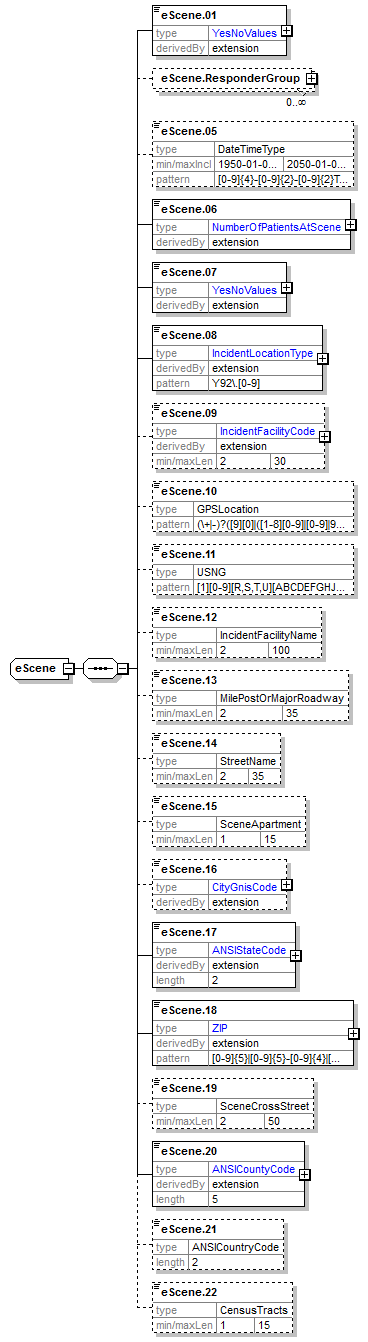 eScene
eScene.01
type YesNoValues
derivedBy extension
eScene.ResponderGroup
0..∞
eScene.05
type DateTimeType
min/maxIncl 1950-01-0... 2050-01-0...
pattern [0-9]{4}-[0-9]{2}-[0-9]{2}T...
eScene.06
type NumberOfPatientsAtScene
derivedBy extension
eScene.07
type YesNoValues
derivedBy extension
eScene.08
type IncidentLocationType
derivedBy extension
pattern Y92\.[0-9]
eScene.09
type IncidentFacilityCode
derivedBy extension
min/maxLen 2 30
eScene.10
type GPSLocation
pattern (\+|-)?([9][0]|([1-8][0-9]|[0-9]|9...
eScene.11
type USNG
pattern [1][0-9][R,S,T,U][ABCDEFGHJ...
eScene.12
type IncidentFacilityName
min/maxLen 2 100
eScene.13
type MilePostOrMajorRoadway
min/maxLen 2 35
eScene.14
type StreetName
min/maxLen 2 35
eScene.15
type SceneApartment
min/maxLen 1 15
eScene.16
type CityGnisCode
derivedBy extension
eScene.17
type ANSIStateCode
derivedBy extension
length 2
eScene.18
type ZIP
derivedBy extension
pattern [0-9]{5}|[0-9]{5}-[0-9]{4}|[...
eScene.19
type SceneCrossStreet
min/maxLen 2 50
eScene.20
type ANSICountyCode
derivedBy extension
length 5
eScene.21
type ANSICountryCode
length 2
eScene.22
type CensusTracts
min/maxLen 1 15